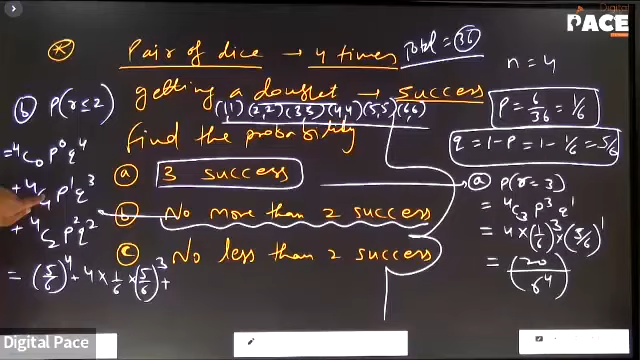 Digital
PACE
* Pair of dice → 4 times
Total = 36
n = 4
getting a doublet → success
(11) (2,2) (3,3) (4,4) (5,5) (6,6)
P = 6/36 = 1/6
q = 1 - P = 1 - 1/6 = 5/6
Find the probability
(a) 3 success
(b) No more than 2 success
(c) No less than 2 success
(b) P(r ≤ 2)
= ⁴C₀ p⁰ q⁴
+ ⁴C₁ p¹ q³
+ ⁴C₂ p² q²
= (5/6)⁴ + 4 × 1/6 × (5/6)³ +
(a) P(r = 3)
= ⁴C₃ p³ q¹
= 4 × (1/6)³ × (5/6)¹
= (20/6⁴)
Digital Pace